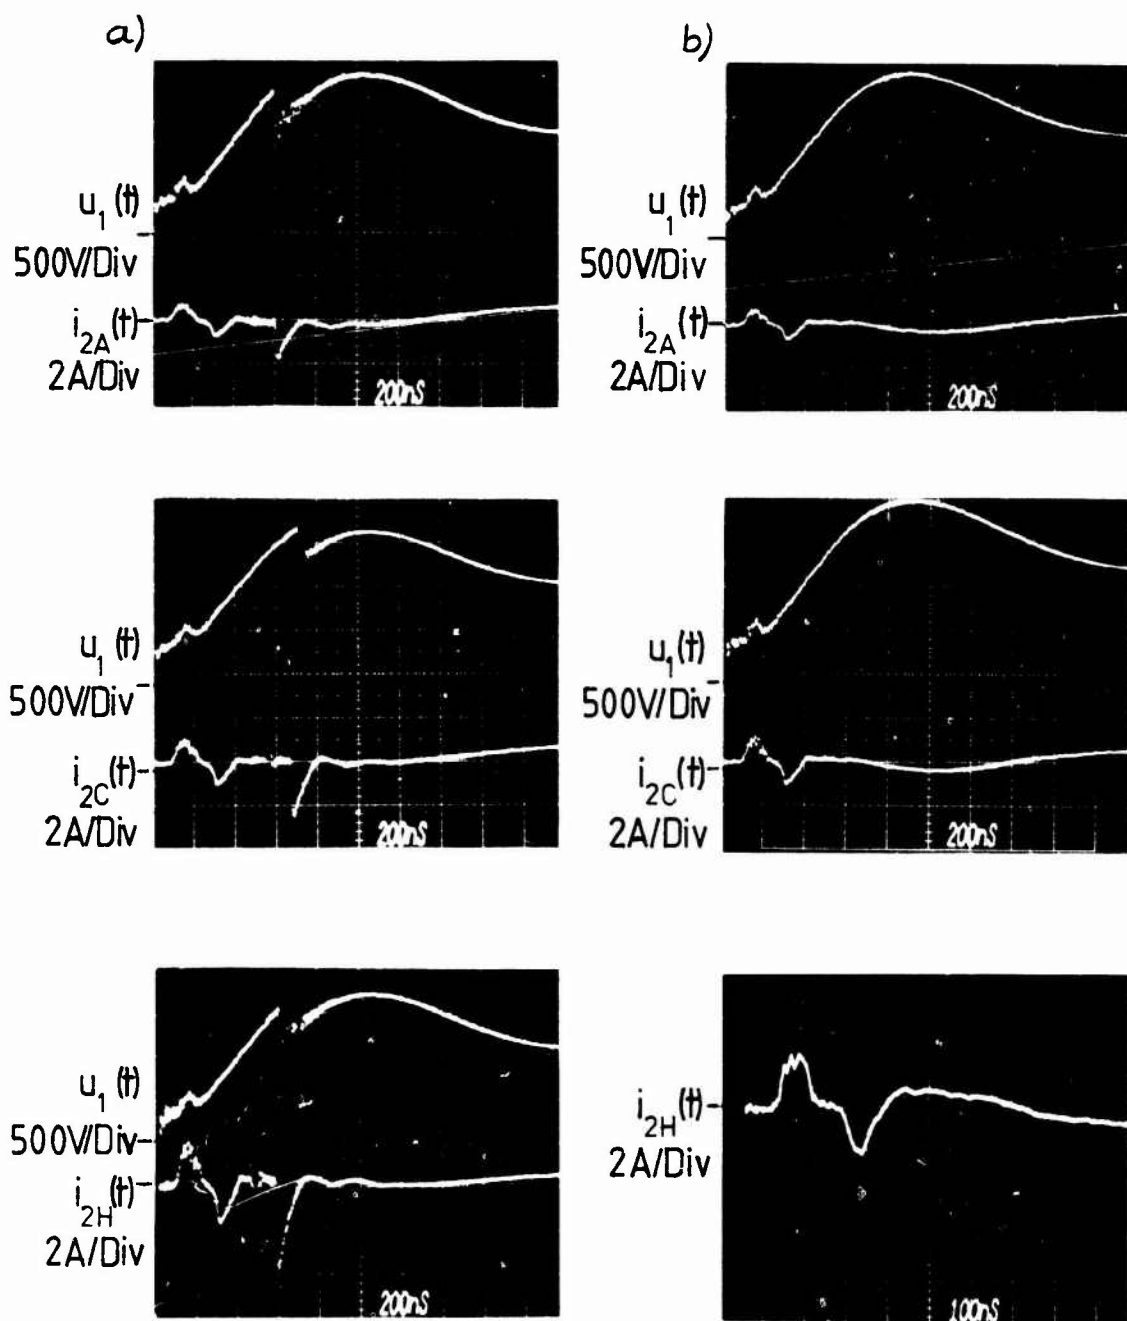 a)
u1(t)
500V/Div
i2A(t)
2A/Div
200nS
u1(t)
500V/Div
i2C(t)
2A/Div
200nS
u1(t)
500V/Div
i2H(t)
2A/Div
200nS
b)
u1(t)
500V/Div
i2A(t)
2A/Div
200nS
u1(t)
500V/Div
i2C(t)
2A/Div
200nS
i2H(t)
2A/Div
100nS